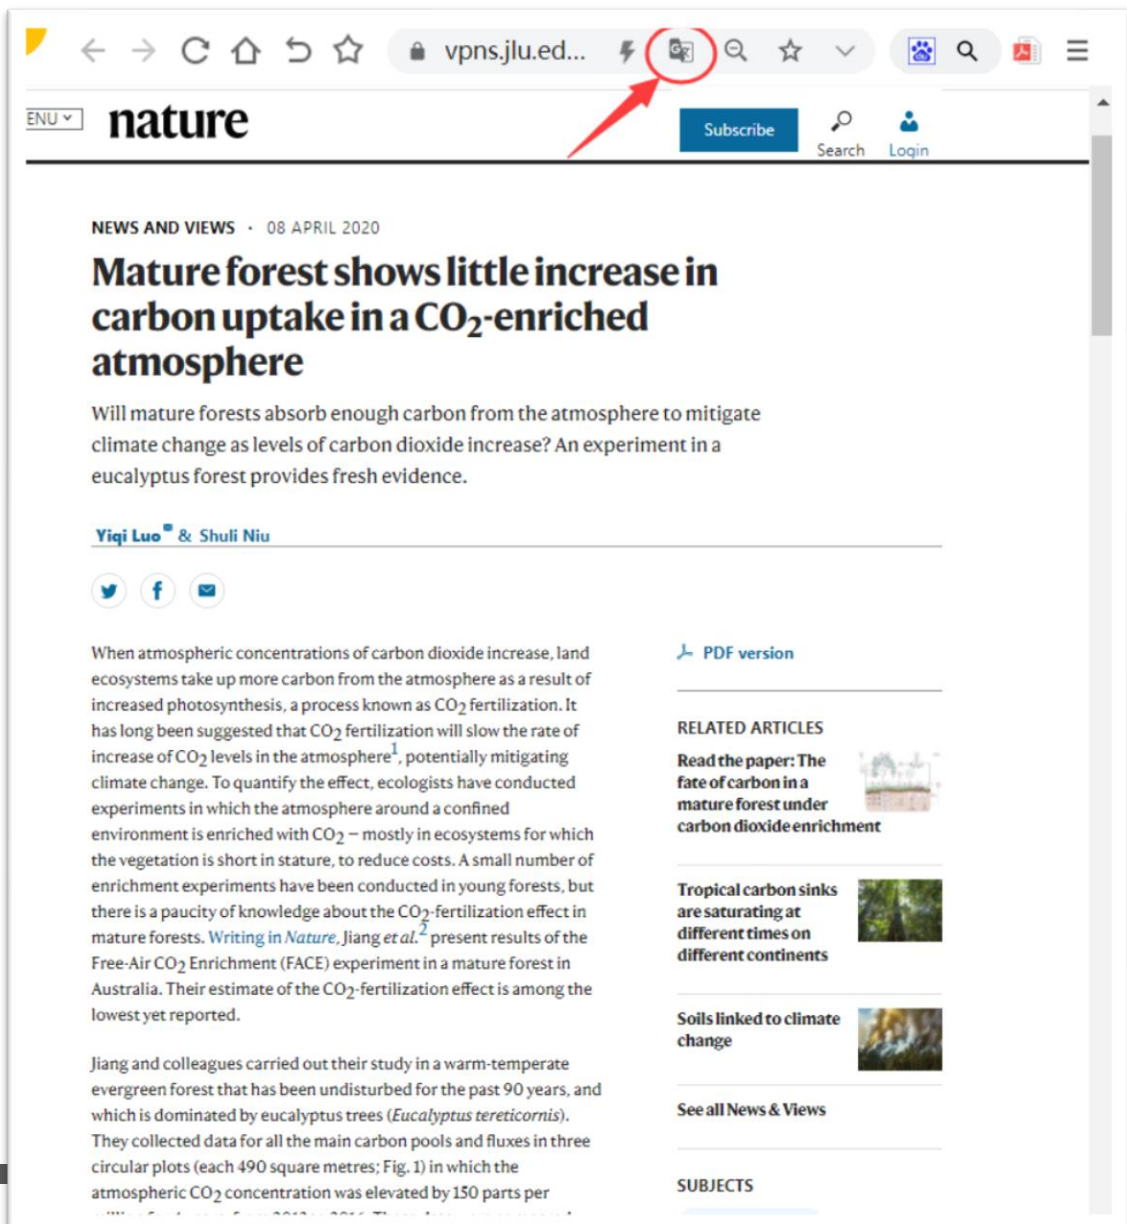 vpns.jlu.ed...
ENU
nature
Subscribe
Search
Login
NEWS AND VIEWS · 08 APRIL 2020
Mature forest shows little increase in
carbon uptake in a CO2-enriched
atmosphere
Will mature forests absorb enough carbon from the atmosphere to mitigate
climate change as levels of carbon dioxide increase? An experiment in a
eucalyptus forest provides fresh evidence.
Yiqi Luo & Shuli Niu
When atmospheric concentrations of carbon dioxide increase, land
ecosystems take up more carbon from the atmosphere as a result of
increased photosynthesis, a process known as CO2 fertilization. It
has long been suggested that CO2 fertilization will slow the rate of
increase of CO2 levels in the atmosphere1, potentially mitigating
climate change. To quantify the effect, ecologists have conducted
experiments in which the atmosphere around a confined
environment is enriched with CO2 – mostly in ecosystems for which
the vegetation is short in stature, to reduce costs. A small number of
enrichment experiments have been conducted in young forests, but
there is a paucity of knowledge about the CO2-fertilization effect in
mature forests. Writing in Nature, Jiang et al.2 present results of the
Free-Air CO2 Enrichment (FACE) experiment in a mature forest in
Australia. Their estimate of the CO2-fertilization effect is among the
lowest yet reported.
Jiang and colleagues carried out their study in a warm-temperate
evergreen forest that has been undisturbed for the past 90 years, and
which is dominated by eucalyptus trees (Eucalyptus tereticornis).
They collected data for all the main carbon pools and fluxes in three
circular plots (each 490 square metres; Fig. 1) in which the
atmospheric CO2 concentration was elevated by 150 parts per
PDF version
RELATED ARTICLES
Read the paper: The
fate of carbon in a
mature forest under
carbon dioxide enrichment
Tropical carbon sinks
are saturating at
different times on
different continents
Soils linked to climate
change
See all News & Views
SUBJECTS